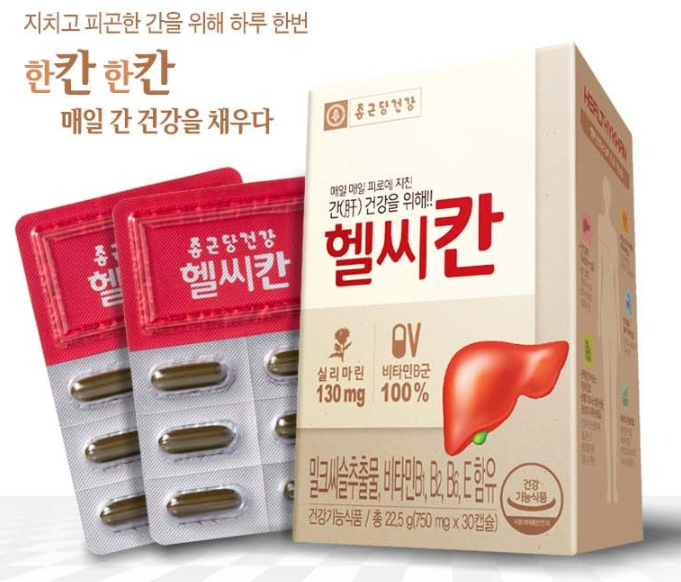 지치고 피곤한 간을 위해 하루 한번
한칸 한칸
매일 간 건강을 채우다
종근당건강
매일 매일 피로에 지친
간(肝) 건강을 위해!!
헬씨칸
실리마린
130mg
비타민B군
100%
밀크씨슬추출물, 비타민B1, B2, B6, E 함유
건강기능식품 / 총 22.5 g(750 mg x 30캡슐)
건강
기능식품
HEALTHYKAN
종근당건강
헬씨칸
종근당건강
헬씨